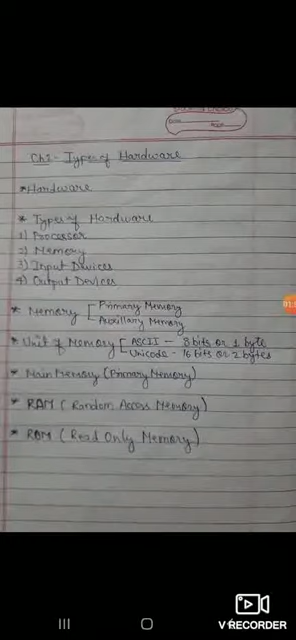 Ch1- Types of Hardware
*Hardware
* Types of Hardware
1) Processor
2) Memory
3) Input Devices
4) Output Devices
* Memory [ Primary Memory
Auxillary Memory
* Unit of Memory [ ASCII - 8 bits or 1 byte
Unicode - 16 bits or 2 bytes
* Main Memory (Primary Memory)
* RAM (Random Access Memory)
* ROM (Read Only Memory)
V RECORDER